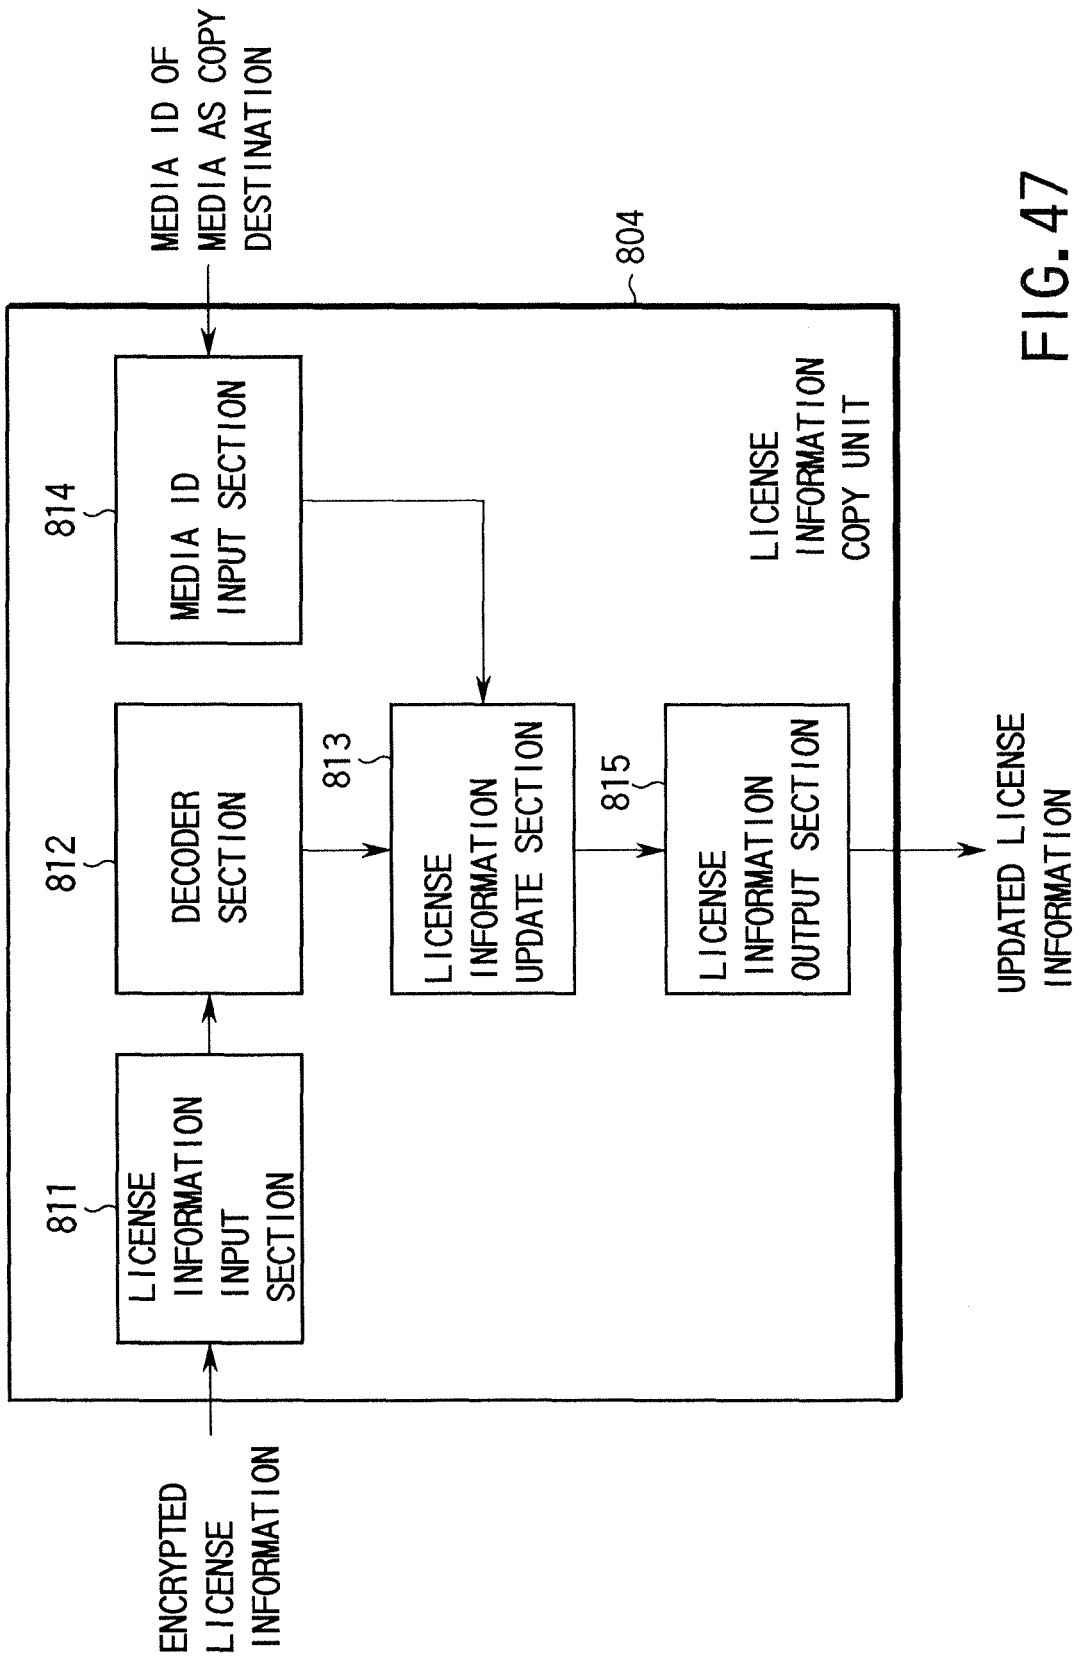 ENCRYPTED
LICENSE
INFORMATION
811
LICENSE
INFORMATION
INPUT
SECTION
812
DECODER
SECTION
814
MEDIA ID
INPUT SECTION
MEDIA ID OF
MEDIA AS COPY
DESTINATION
813
LICENSE
INFORMATION
UPDATE SECTION
815
LICENSE
INFORMATION
OUTPUT SECTION
LICENSE
INFORMATION
COPY UNIT
804
UPDATED LICENSE
INFORMATION
FIG. 47